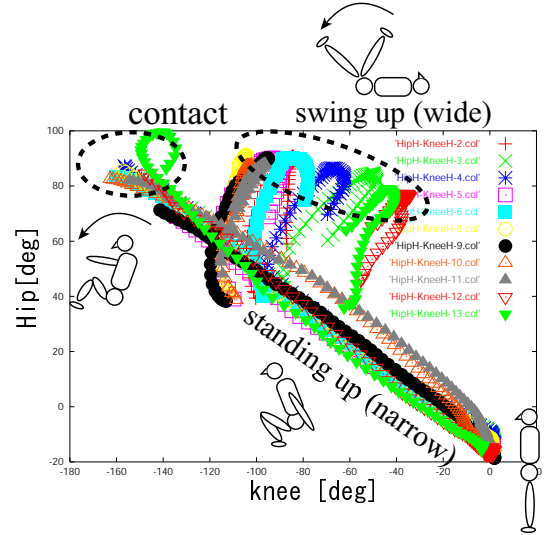 contact
swing up (wide)
100
80
60
40
20
0
-20
Hip[deg]
'HipH-KneeH-2.col'
'HipH-KneeH-3.col'
'HipH-KneeH-4.col'
'HipH-KneeH-5.col'
'HipH-KneeH-6.col'
'HipH-KneeH-8.col'
'HipH-KneeH-9.col'
'HipH-KneeH-10.col'
'HipH-KneeH-11.col'
'HipH-KneeH-12.col'
'HipH-KneeH-13.col'
standing up (narrow)
-180 -160 -140 -120 -100 -80 -60 -40 -20 0 20
knee [deg]